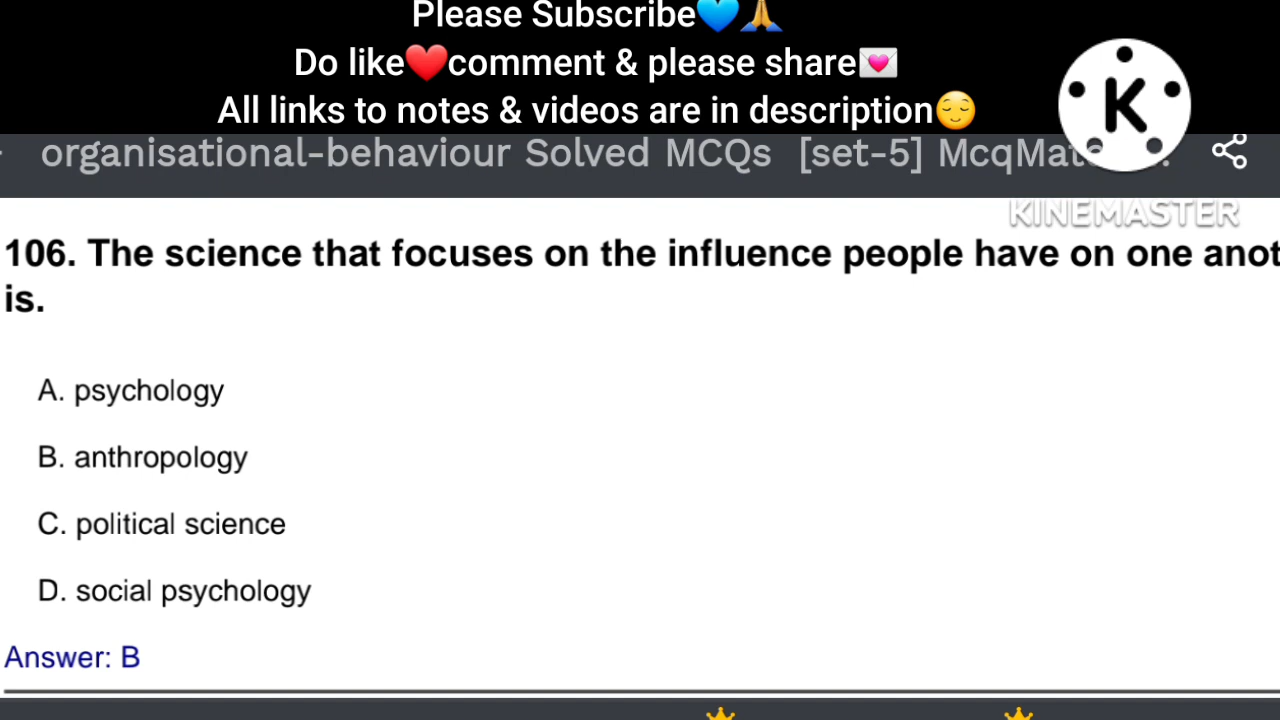 Please Subscribe💙🙏
Do like❤️comment & please share💌
All links to notes & videos are in description😌
K
organisational-behaviour Solved MCQs [set-5]
KINEMASTER
106. The science that focuses on the influence people have on one anot
is.
A. psychology
B. anthropology
C. political science
D. social psychology
Answer: B